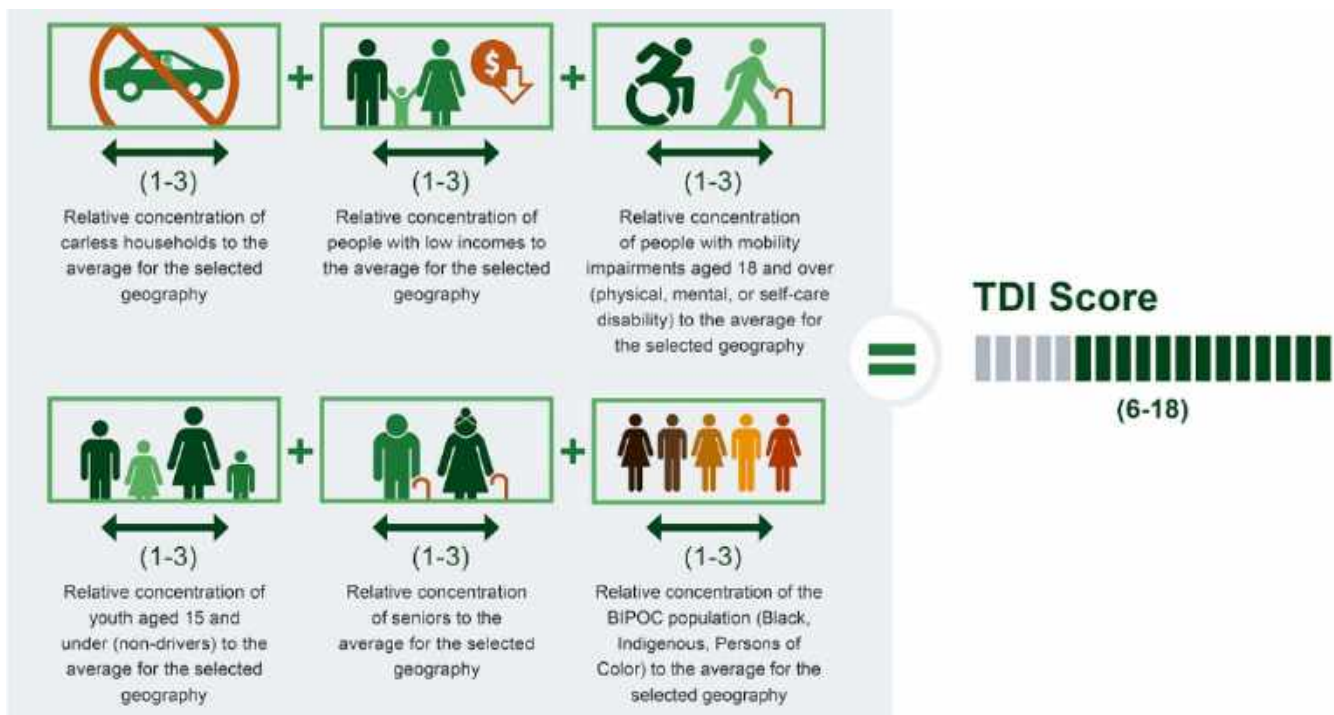 $
+
+
(1-3)
Relative concentration of
carless households to the
average for the selected
geography
(1-3)
Relative concentration of
people with low incomes to
the average for the selected
geography
(1-3)
Relative concentration
of people with mobility
impairments aged 18 and over
(physical, mental, or self-care
disability) to the average for
the selected geography
+
+
(1-3)
Relative concentration of
youth aged 15 and
under (non-drivers) to the
average for the selected
geography
(1-3)
Relative concentration
of seniors to the
average for the selected
geography
(1-3)
Relative concentration of the
BIPOC population (Black,
Indigenous, Persons of
Color) to the average for the
selected geography
=
TDI Score
(6-18)